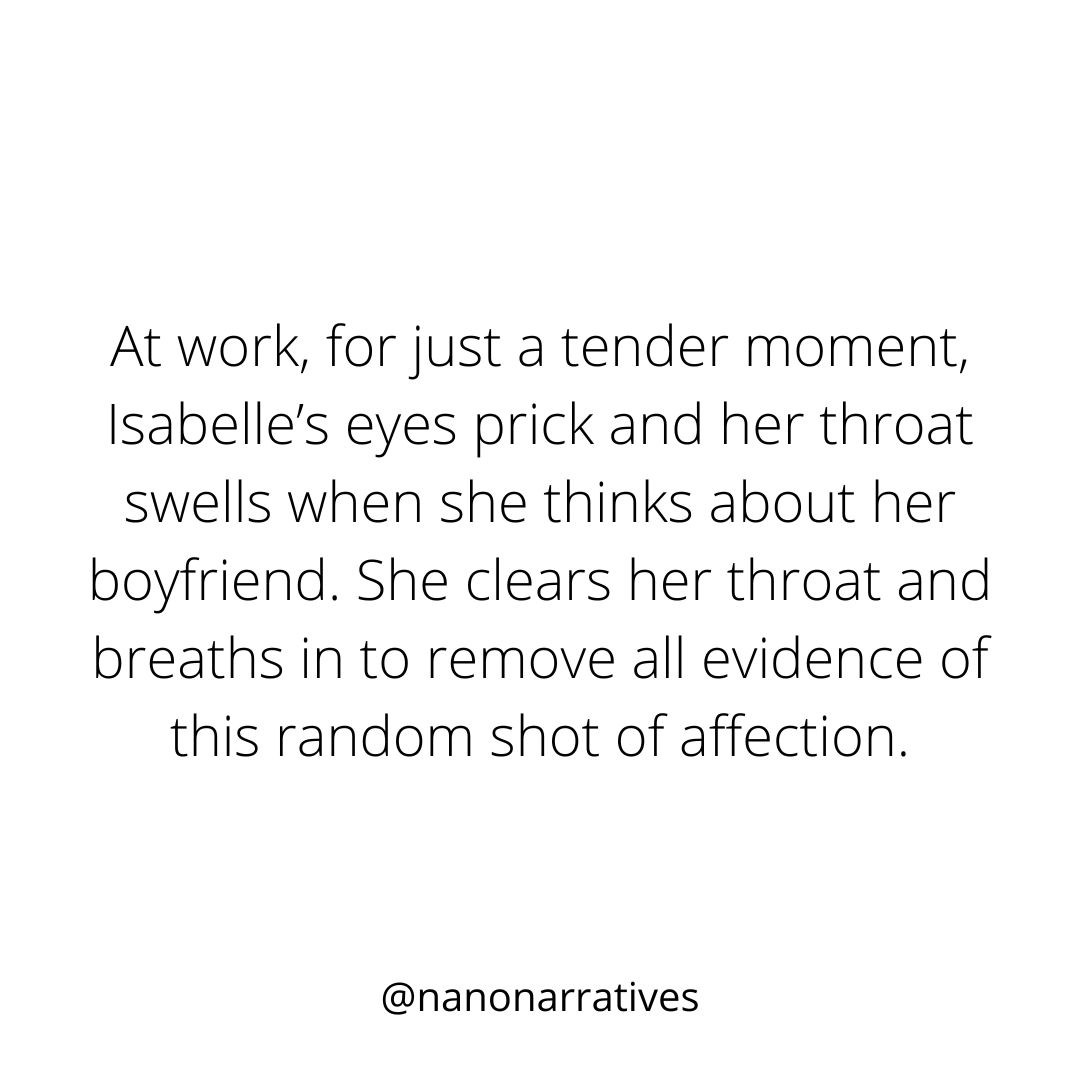 At work, for just a tender moment,
Isabelle’s eyes prick and her throat
swells when she thinks about her
boyfriend. She clears her throat and
breaths in to remove all evidence of
this random shot of affection.
@nanonarratives